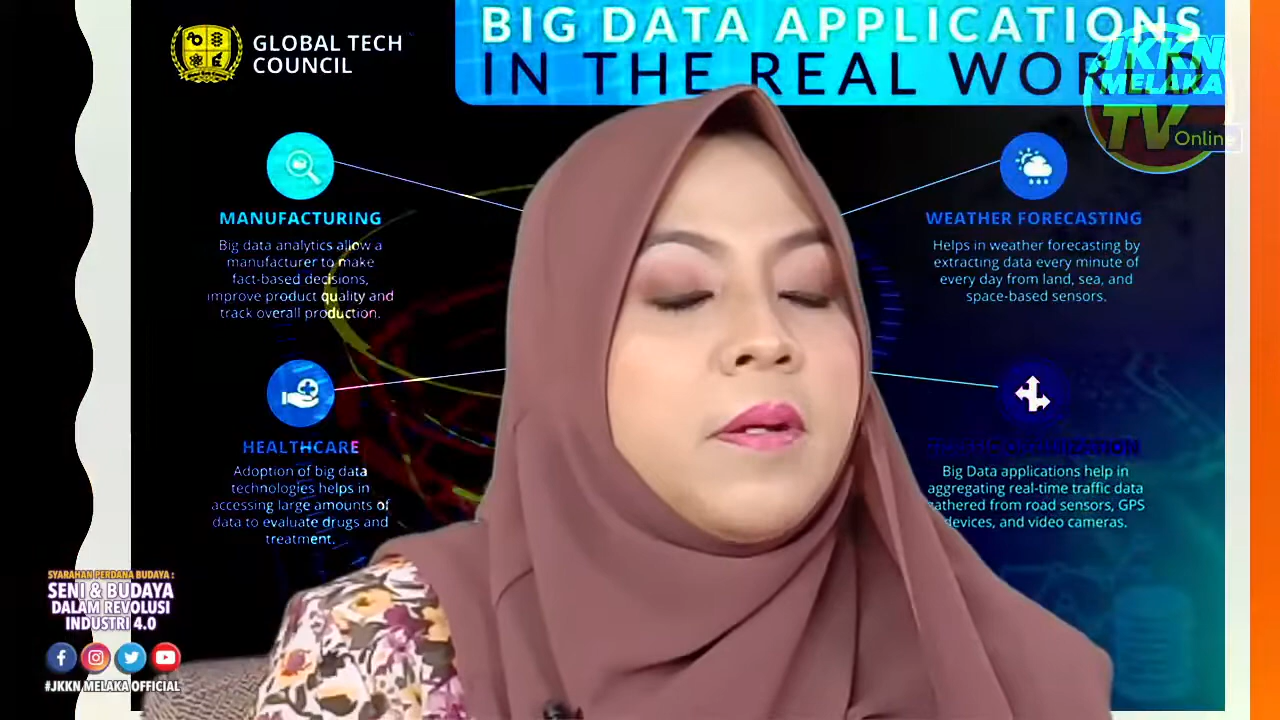 GLOBAL TECH
COUNCIL
BIG DATA APPLICATIONS
IN THE REAL WORLD
JKKN
MELAKA
TV
Online
MANUFACTURING
Big data analytics allow a
manufacturer to make
fact-based decisions,
improve product quality and
track overall production.
WEATHER FORECASTING
Helps in weather forecasting by
extracting data every minute of
every day from land, sea, and
space-based sensors.
HEALTHCARE
Adoption of big data
technologies helps in
accessing large amounts of
data to evaluate drugs and
treatment.
TRAFFIC OPTIMIZATION
Big Data applications help in
aggregating real-time traffic data
gathered from road sensors, GPS
devices, and video cameras.
SYARAHAN PERDANA BUDAYA :
SENI & BUDAYA
DALAM REVOLUSI
INDUSTRI 4.0
#JKKN MELAKA OFFICIAL